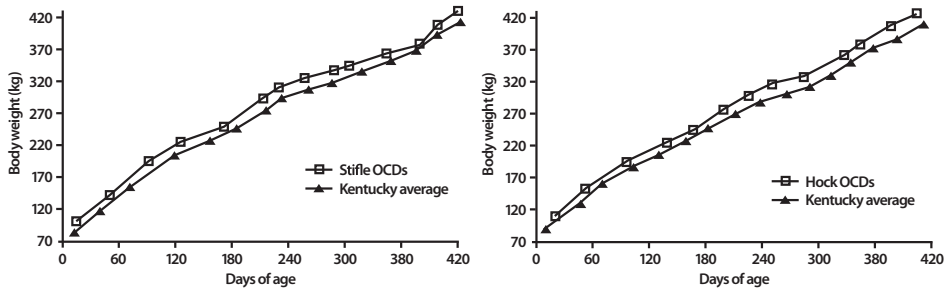 420
370
320
270
220
170
120
70
Body weight (kg)
Stifle OCDs
Kentucky average
0 60 120 180 240 300 360 420
Days of age
420
370
320
270
220
170
120
70
Body weight (kg)
Hock OCDs
Kentucky average
0 60 120 180 240 300 360 420
Days of age